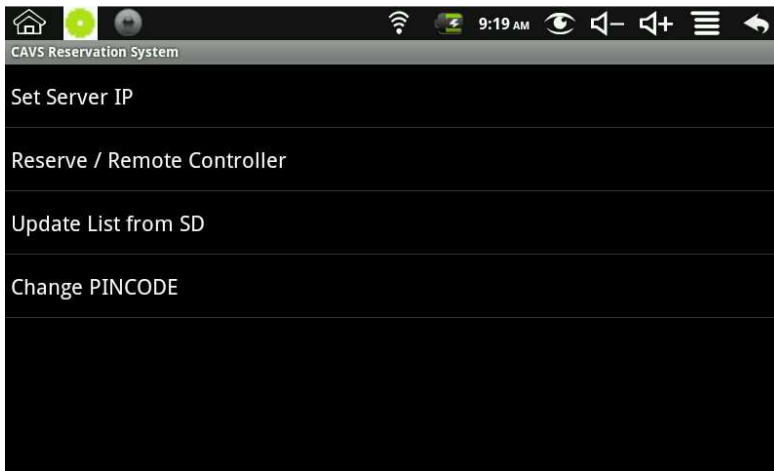 9:19 AM
CAVS Reservation System
Set Server IP
Reserve / Remote Controller
Update List from SD
Change PINCODE